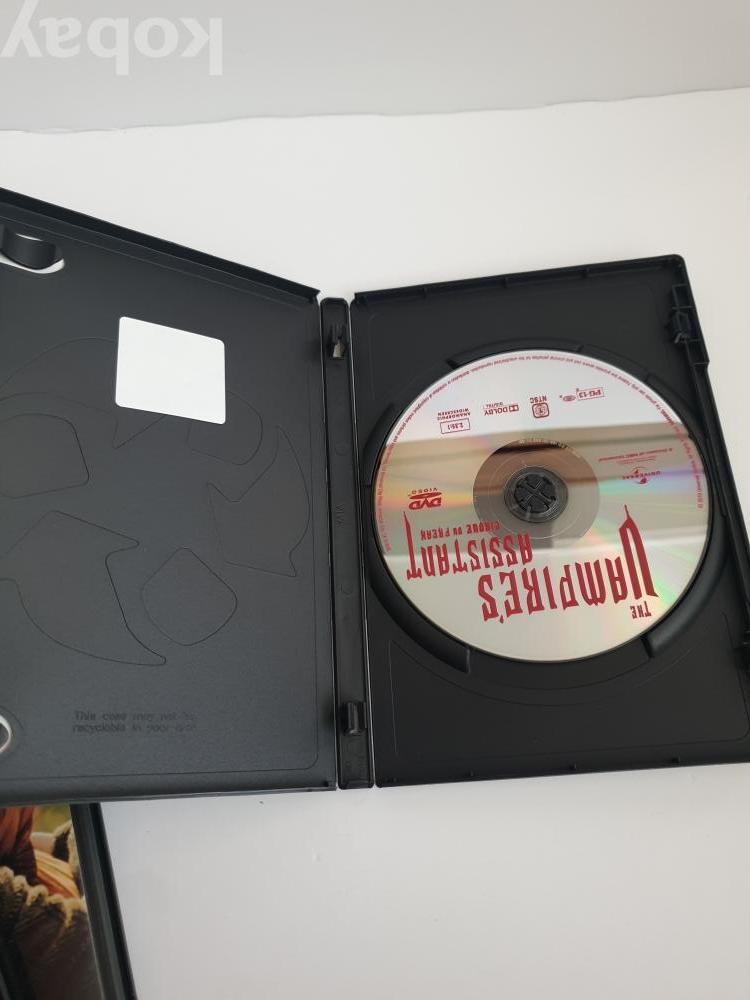 kobay
THE
VAMPIRE'S
ASSISTANT
CIRQUE DU FREAK
DVD
VIDEO
UNIVERSAL
PG-13
NTSC
DOLBY
DIGITAL
2.35:1
ANAMORPHIC
WIDESCREEN
This case may not be
recyclable in your area